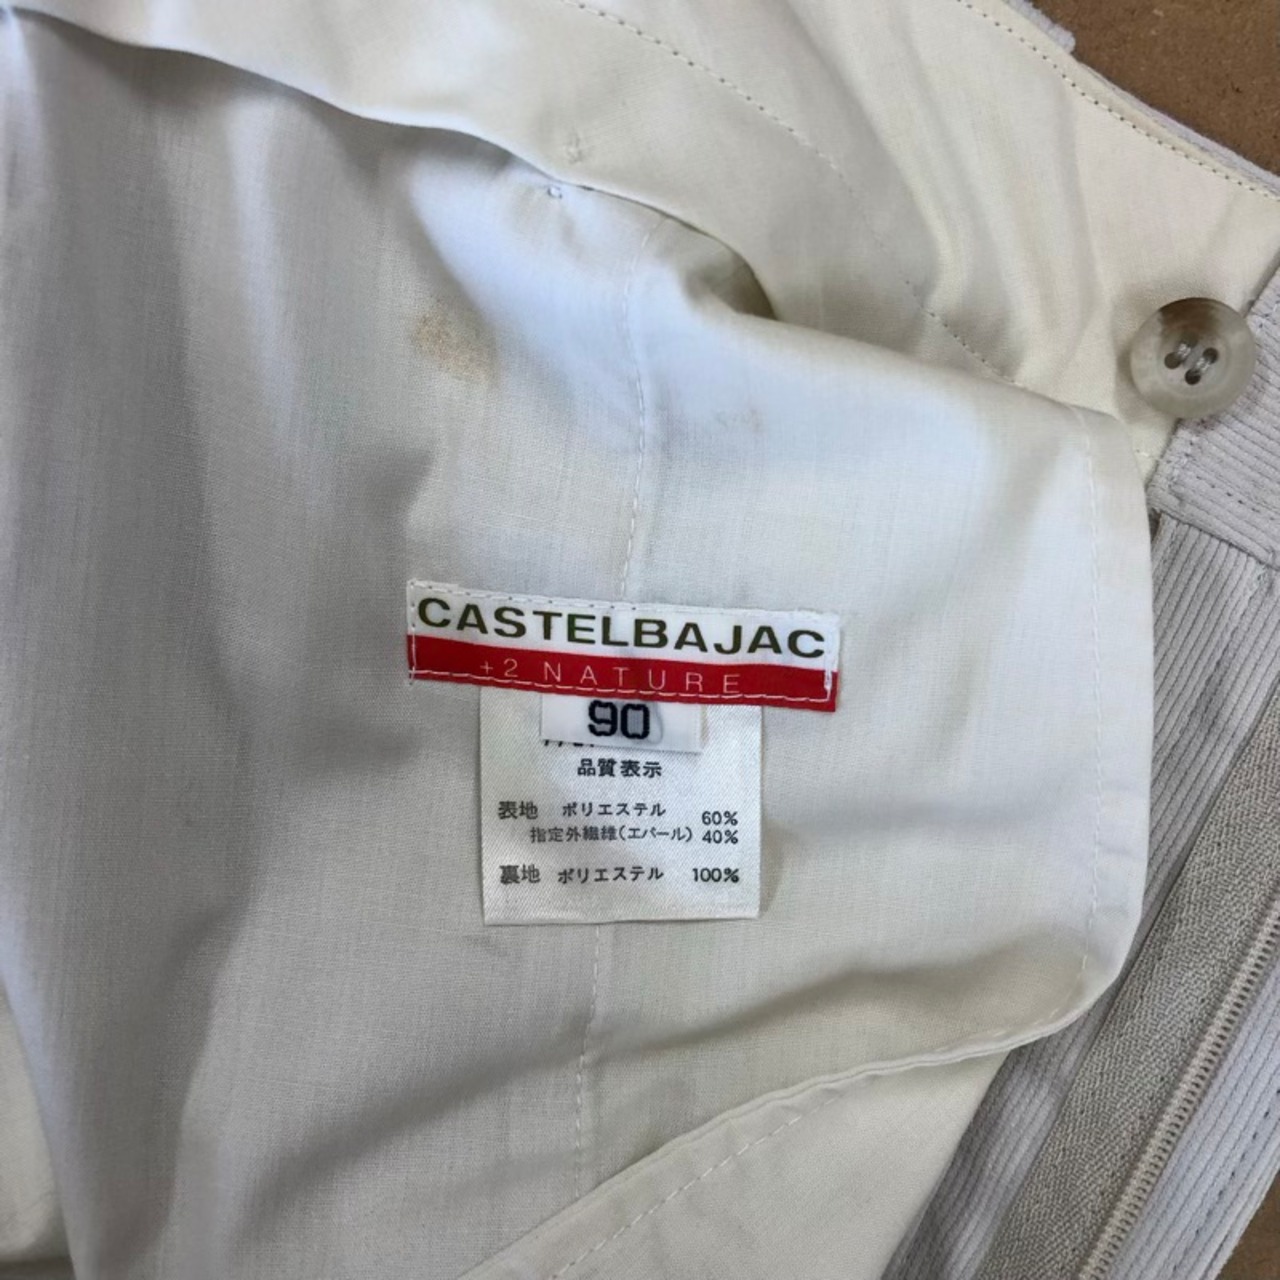 CASTELBAJAC
+2 NATURE
90
品質表示
表地 ポリエステル 60%
指定外繊維(エバール) 40%
裏地 ポリエステル 100%